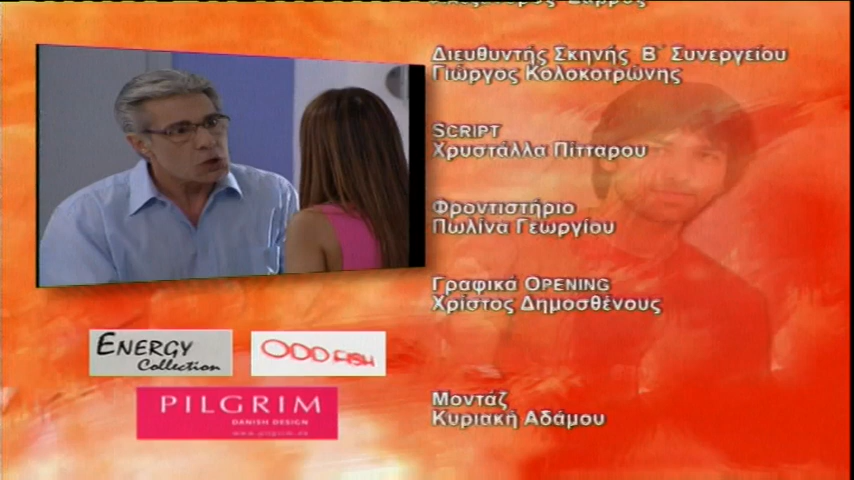 Διευθυντής Σκηνής Β΄ Συνεργείου
Γιώργος Κολοκοτρώνης
SCRIPT
Χρυστάλλα Πίτταρου
Φροντιστήριο
Πωλίνα Γεωργίου
Γραφικά OPENING
Χρίστος Δημοσθένους
Μοντάζ
Κυριακή Αδάμου
ENERGY
Collection
ODD FISH
PILGRIM
DANISH DESIGN